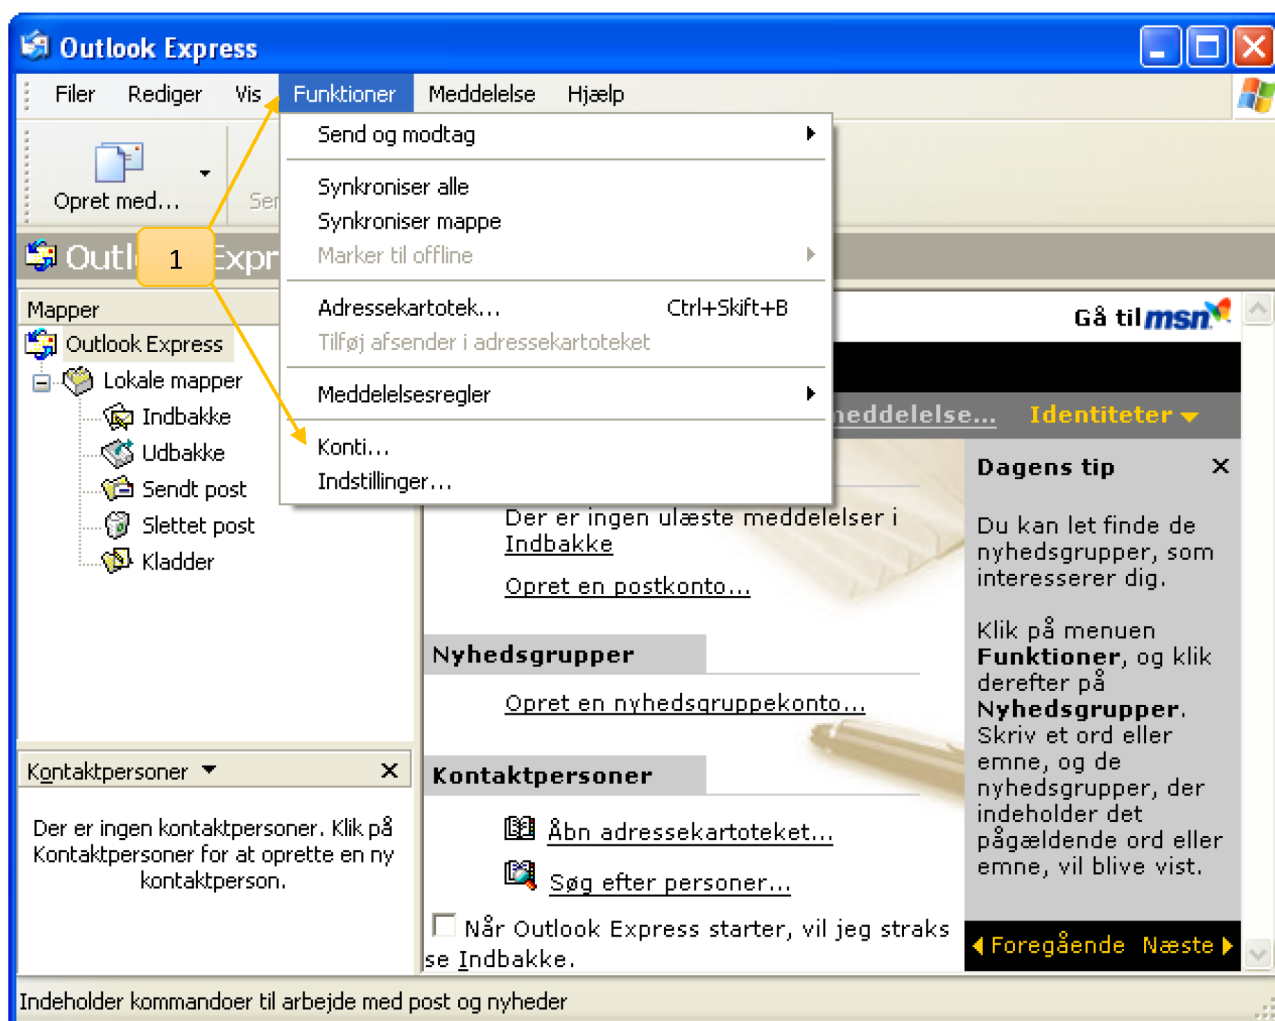 Outlook Express
Filer Rediger Vis Funktioner Meddelelse Hjælp
Send og modtag
Synkroniser alle
Synkroniser mappe
Marker til offline
Adressekartotek... Ctrl+Skift+B
Tilføj afsender i adressekartoteket
Meddelelsesregler
Konti...
Indstillinger...
Opret med...
1
Mapper
Outlook Express
Lokale mapper
Indbakke
Udbakke
Sendt post
Slettet post
Kladder
Gå til msn
meddelelse... Identiteter
Der er ingen ulæste meddelelser i
Indbakke
Opret en postkonto...
Nyhedsgrupper
Opret en nyhedsgruppekonto...
Kontaktpersoner
Åbn adressekartoteket...
Søg efter personer...
Når Outlook Express starter, vil jeg straks
se Indbakke.
Dagens tip
Du kan let finde de
nyhedsgrupper, som
interesserer dig.
Klik på menuen
Funktioner, og klik
derefter på
Nyhedsgrupper.
Skriv et ord eller
emne, og de
nyhedsgrupper, der
indeholder det
pågældende ord eller
emne, vil blive vist.
Foregående Næste
Kontaktpersoner
Der er ingen kontaktpersoner. Klik på
Kontaktpersoner for at oprette en ny
kontaktperson.
Indeholder kommandoer til arbejde med post og nyheder